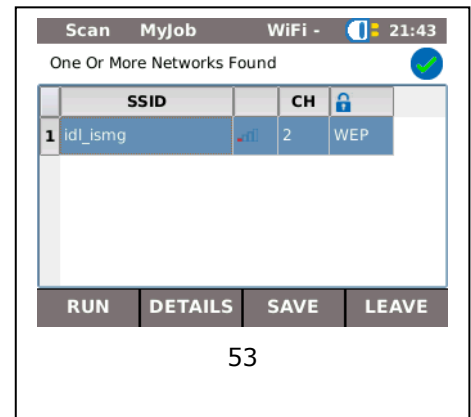 Scan MyJob WiFi - 21:43
One Or More Networks Found
SSID CH
1 idl_ismg 2 WEP
RUN DETAILS SAVE LEAVE
53